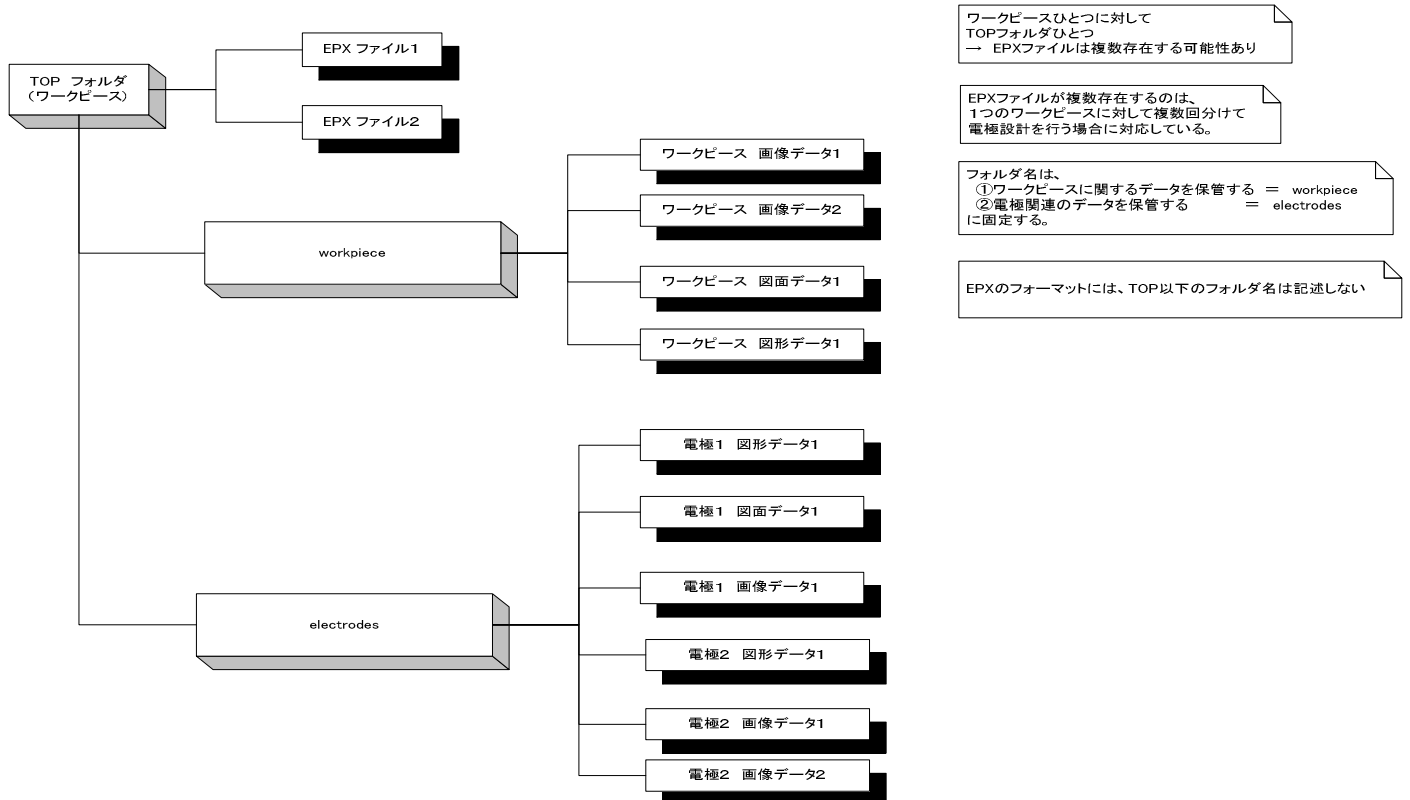 EPX ファイル1
TOP フォルダ
(ワークピース)
EPX ファイル2
ワークピース 画像データ1
ワークピース 画像データ2
workpiece
ワークピース 図面データ1
ワークピース 図形データ1
電極1 図形データ1
電極1 図面データ1
電極1 画像データ1
electrodes
電極2 図形データ1
電極2 画像データ1
電極2 画像データ2
ワークピースひとつに対して
TOPフォルダひとつ
→ EPXファイルは複数存在する可能性あり
EPXファイルが複数存在するのは、
1つのワークピースに対して複数回分けて
電極設計を行う場合に対応している。
フォルダ名は、
①ワークピースに関するデータを保管する = workpiece
②電極関連のデータを保管する = electrodes
に固定する。
EPXのフォーマットには、TOP以下のフォルダ名は記述しない